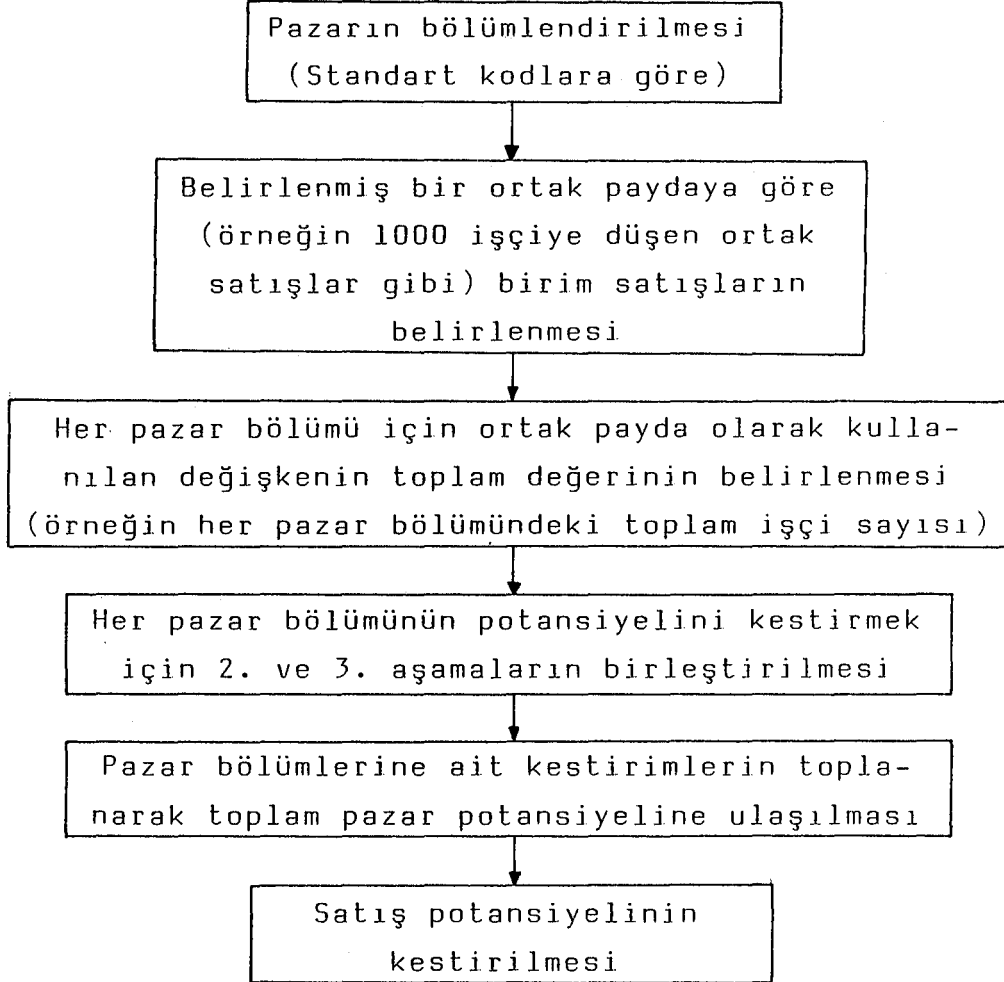 Pazarın bölümlendirilmesi
(Standart kodlara göre)
Belirlenmiş bir ortak paydaya göre
(örneğin 1000 işçiye düşen ortak
satışlar gibi) birim satışların
belirlenmesi
Her pazar bölümü için ortak payda olarak kulla-
nılan değişkenin toplam değerinin belirlenmesi
(örneğin her pazar bölümündeki toplam işçi sayısı)
Her pazar bölümünün potansiyelini kestirmek
için 2. ve 3. aşamaların birleştirilmesi
Pazar bölümlerine ait kestirimlerin topla-
narak toplam pazar potansiyeline ulaşılması
Satış potansiyelinin
kestirilmesi